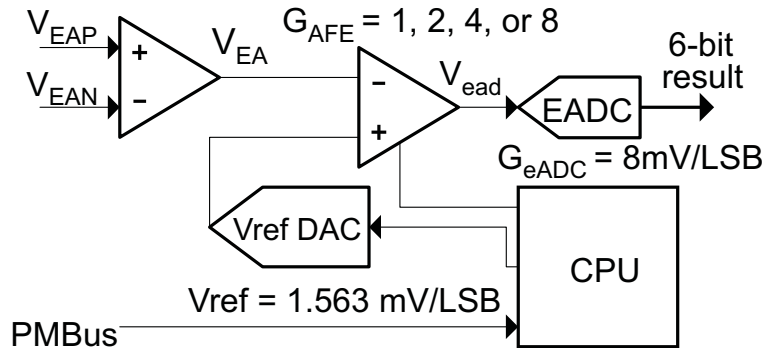 V_EAP
V_EAN
+
−
V_EA
G_AFE = 1, 2, 4, or 8
−
+
V_ead
EADC
6-bit
result
G_eADC = 8mV/LSB
Vref DAC
CPU
Vref = 1.563 mV/LSB
PMBus